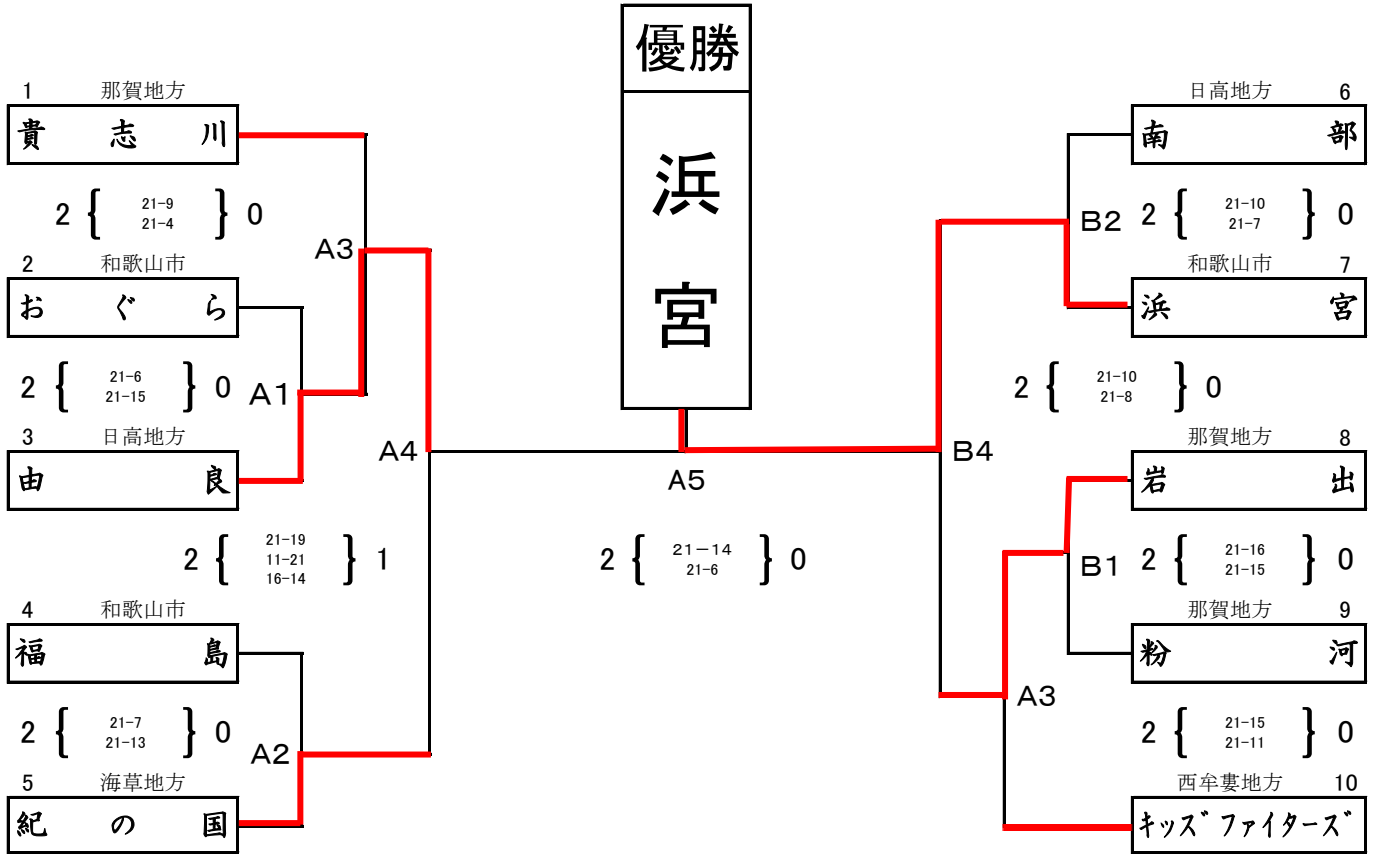 優勝
浜宮
1 那賀地方
貴志川
2 { 21-9 } 0
21-4
A3
2 和歌山市
おぐら
2 { 21-6 } 0
21-15
A1
3 日高地方
由良
A4
2 { 21-19 } 1
11-21
16-14
4 和歌山市
福島
2 { 21-7 } 0
21-13
A2
5 海草地方
紀の国
A5
2 { 21-14 } 0
21-6
日高地方 6
南部
B2
2 { 21-10 } 0
21-7
和歌山市 7
浜宮
2 { 21-10 } 0
21-8
B4
那賀地方 8
岩出
B1
2 { 21-16 } 0
21-15
那賀地方 9
粉河
A3
2 { 21-15 } 0
21-11
西牟婁地方 10
キッズファイターズ